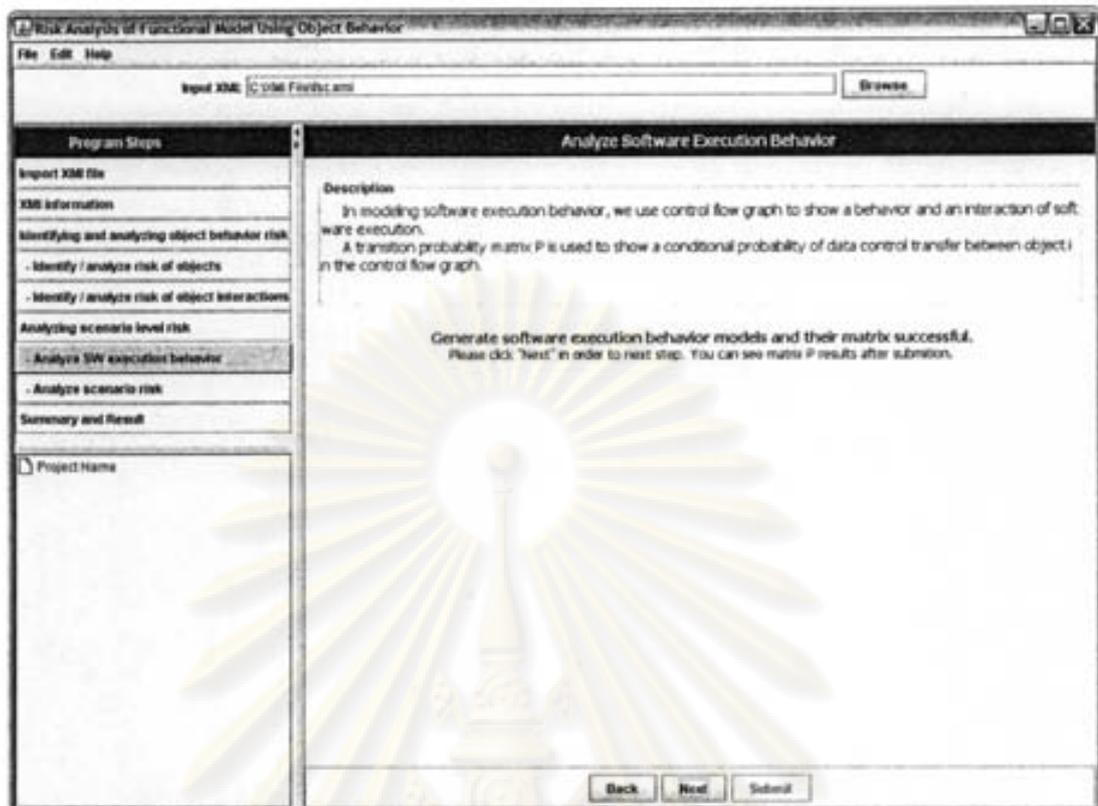 Risk Analysis of Functional Model Using Object Behavior
File Edit Help
Input XMI: Browse
Program Steps
Import XMI file
XMI information
Identifying and analyzing object behavior risk
- Identify / analyze risk of objects
- Identify / analyze risk of object interactions
Analyzing scenario level risk
- Analyze SW execution behavior
- Analyze scenario risk
Summary and Result
Project Name
Analyze Software Execution Behavior
Description
In modeling software execution behavior, we use control flow graph to show a behavior and an interaction of soft
ware execution.
A transition probability matrix P is used to show a conditional probability of data control transfer between object i
n the control flow graph.
Generate software execution behavior models and their matrix successful.
Please click "Next" in order to next step. You can see matrix P results after submition.
Back Next Submit